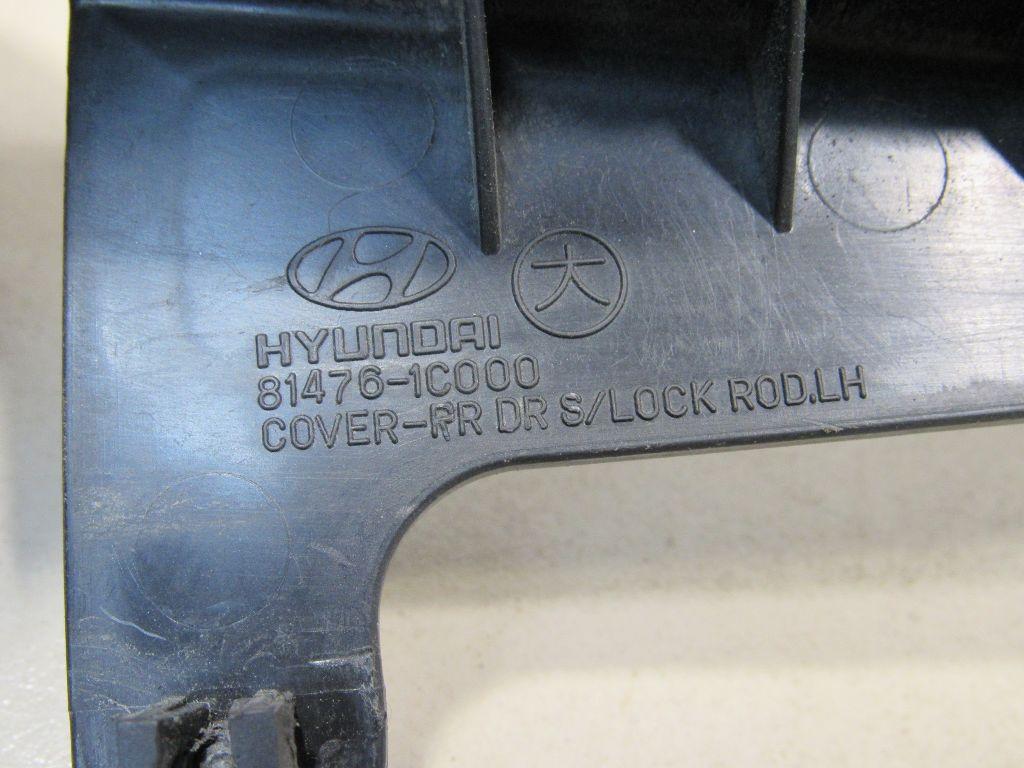 大
HYUNDAI
81476-1C000
COVER-RR DR S/LOCK ROD.LH